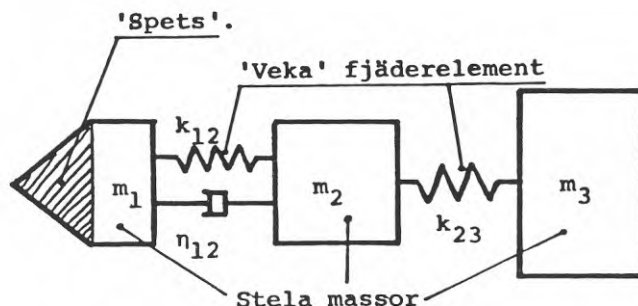 'Spets'.
'Veka' fjäderelement
k12
m1
m2
m3
η12
k23
Stela massor